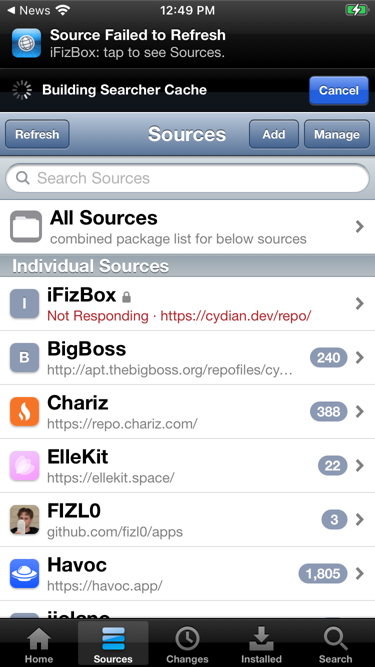 ◀ News 12:49 PM
Source Failed to Refresh
iFizBox: tap to see Sources.
Building Searcher Cache
Cancel
Refresh Sources Add Manage
Search Sources
All Sources
combined package list for below sources
Individual Sources
I
iFizBox
Not Responding · https://cydian.dev/repo/
B
BigBoss
http://apt.thebigboss.org/repofiles/cy…
240
Chariz
https://repo.chariz.com/
388
ElleKit
https://ellekit.space/
22
FIZL0
github.com/fizl0/apps
3
Havoc
https://havoc.app/
1,805
Home Sources Changes Installed Search